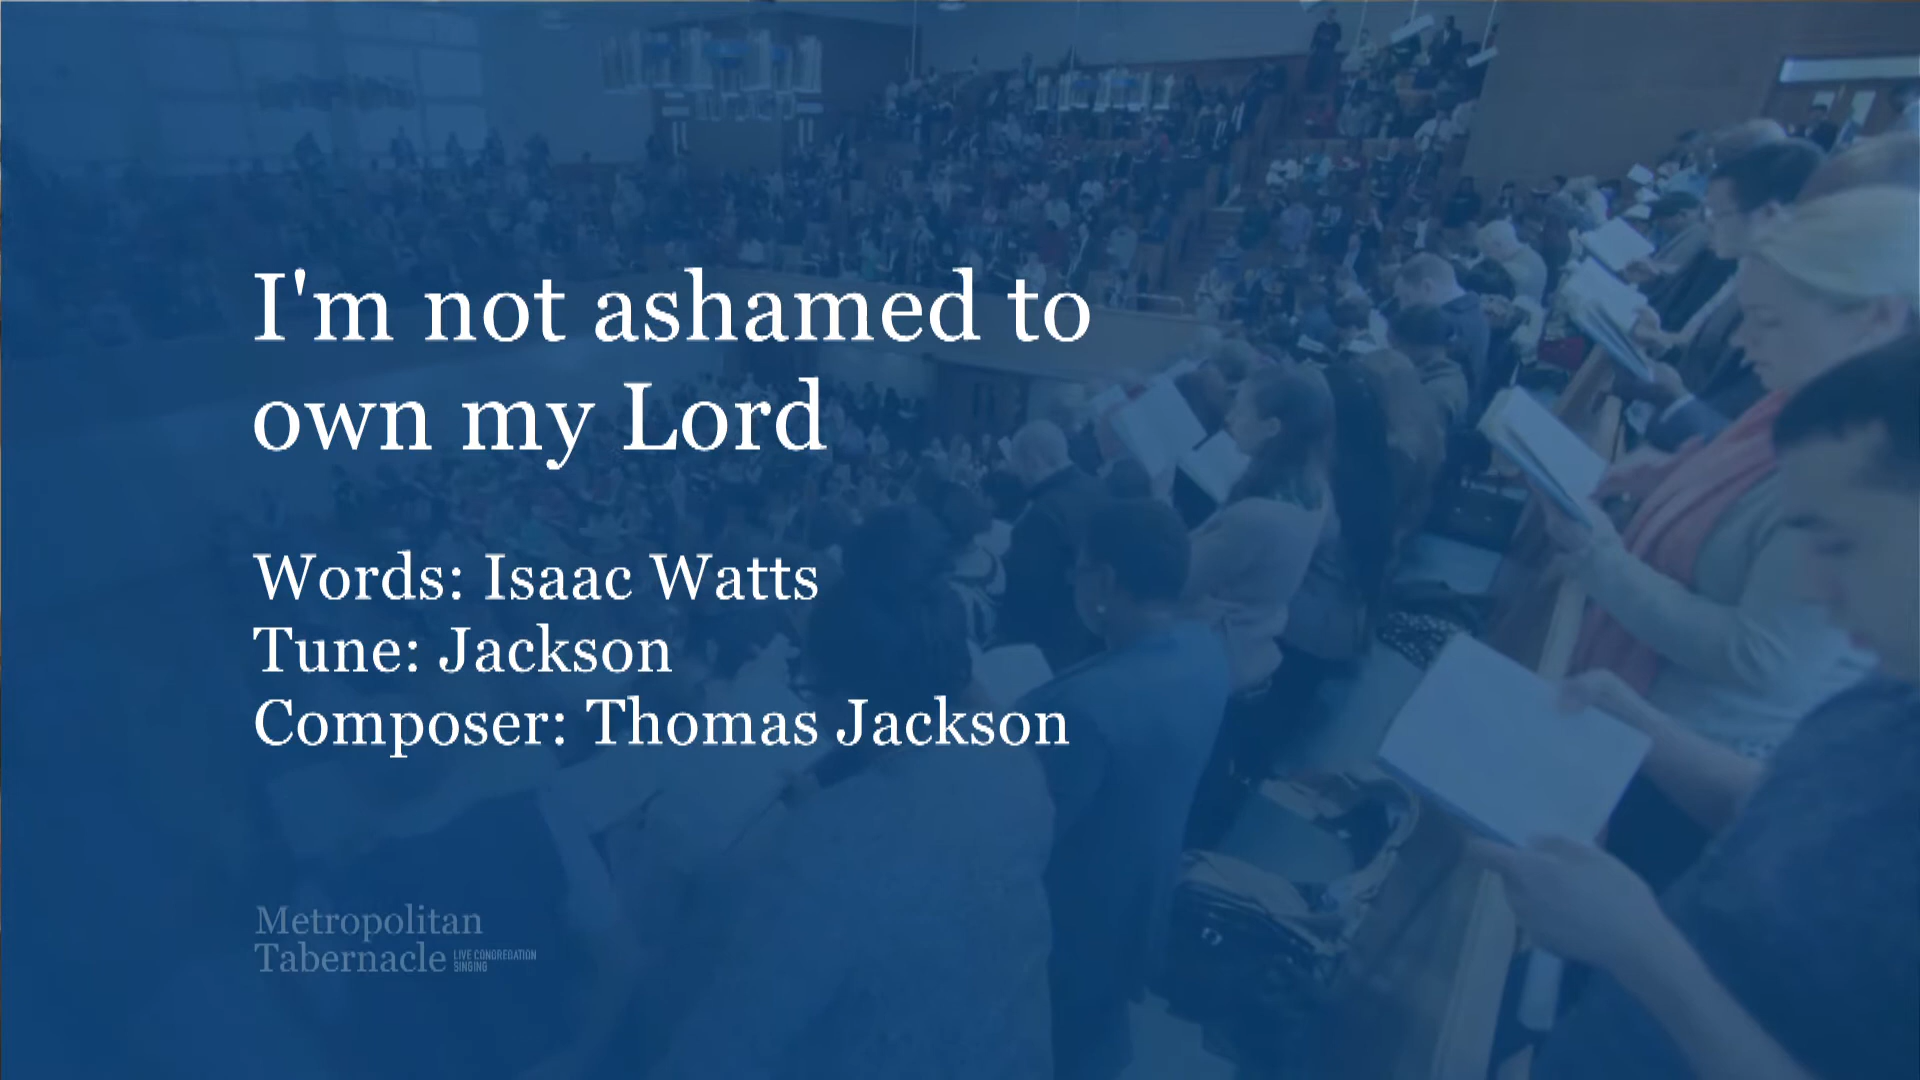 I'm not ashamed to
own my Lord
Words: Isaac Watts
Tune: Jackson
Composer: Thomas Jackson
Metropolitan
Tabernacle LIVE CONGREGATION
SINGING